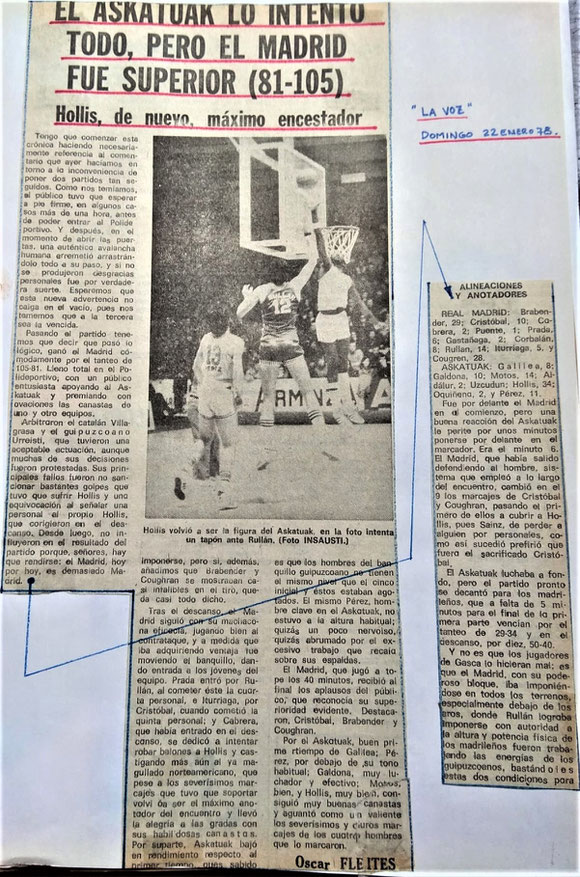 EL ASKATUAK LO INTENTO
TODO, PERO EL MADRID
FUE SUPERIOR (81-105)
Hollis, de nuevo, máximo encestador
"LA VOZ"
DOMINGO 22 ENERO 78.
Tengo que comenzar esta
crónica haciendo necesaria-
mente referencia al comen-
tario que ayer hacíamos en
torno a la inconveniencia de
poner dos partidos tan se-
guidos. Como nos temíamos,
al público tuvo que esperar
a pie firme, en algunos ca-
sos más de una hora, antes
de poder entrar al Polide
portivo. Y después, en el
momento de abrir las puer-
tas, una auténtica avalancha
humana arremetió arrastrán-
dolo todo a su paso, y si no
se produjeron desgracias
personales fue por verdade-
ra suerte. Esperemos que
esta nueva advertencia no
caiga en el vacío, pues nos
tememos que a la tercera
sea la vencida.
Pasando al partido tene-
mos que decir que pasó lo
lógico, ganó el Madrid có-
modamente por el tanteo de
105-81. Lleno total en el Po-
lideportivo, con un público
entusiasta apoyando al As-
katuak y premiando con
ovaciones las canastas de
uno y otro equipos.
Arbitraron el catalán Villa-
grasa y el guipuzcoano
Urreisti, que tuvieron una
aceptable actuación, aunque
muchas de sus decisiones
fueron protestadas. Sus prin-
cipales fallos fueron no san-
cionar bastantes golpes que
tuvo que sufrir Hollis y una
equivocación al señalar una
personal al propio Hollis,
que corigieron en el des-
canso. Desde luego, no in-
fluyeron en el resultado del
partido porque, señores, hay
que rendirse: el Madrid, hoy
por hoy, es demasiado Ma-
drid.
13
12
Hollis volvió a ser la figura del Askatuak, en la foto intenta
un tapón ante Rullán. (Foto INSAUSTI.)
ALINEACIONES
Y ANOTADORES
REAL MADRID: Braben-
der, 29; Cristóbal, 10; Ca-
brera, 2; Puente, 1; Prada,
6; Gastañaga, 2; Corbalán,
8; Rullan, 14; Iturriaga, 5. y
Cougren, 28.
ASKATUAK: Galilea, 8;
Galdona, 10; Motos, 14; Al-
dálur, 2; Uzcudun; Hollis, 34;
Oquiñena, 2, y Pérez, 11.
Fue por delante el Madrid
en al comienzo, pero una
buena reacción del Askatuak
le perite por unos minutos
ponerse por delante en el
marcador. Era el minuto 6.
El Madrid, que había salido
defendiendo al hombre, sis-
tema que empleó a lo largo
del encuentro, cambió en el
9 los marcajes de Cristóbal
y Coughran, pasando el pri-
mero de ellos a cubrir a Ho-
llis, pues Sainz, de perder a
alguien por personales, co-
mo así sucedió prefirió que
fuera el sacrificado Cristó-
bal.
El Askatuak luchaba a fon-
do, pero el partido pronto
se decantó para los madri-
leños, que a falta de 5 mi-
nutos para el final de la pri-
mera parte vencían por el
tanteo de 29-34 y en el des-
canso, por diez, 50-40.
Y no es que los jugadores
de Gasca lo hicieran mal; es
que el Madrid, con su pode-
roso bloque, iba imponién-
dose en todos los terrenos,
especialmente debajo de los
aros, donde Rullán lograba
imponerse con autoridad a
la altura y potencia física de
los madrileños fueron traba-
jando las energías de los
guipuzcoanos, bastándoles
estas dos condiciones para
imponerse, pero si, además,
añadimos que Brabender y
Coughran se mostraban ca-
si infalibles en el tiro, que-
da casi todo dicho.
Tras el descanso, el Ma-
drid siguió con su machaco-
na eficacia, jugando bien al
contrataque, y a medida que
iba adquiriendo ventaja fue
moviendo el banquillo, dan-
do entrada a los jóvenes del
equipo. Prada entró por Ru-
llán, al cometer éste la cuar-
ta personal, e Iturriaga, por
Cristóbal, cuando cometió la
quinta personal; y Cabrera,
que había entrado en el des-
canso, se dedicó a intentar
robar balones a Hollis y cas-
tigando más aún al ya ma-
guilado norteamericano, que
pese a los severísimos mar-
cajes que tuvo que soportar
volvi óa ser el máximo ano-
tador del encuentro y llevó
la alegría a las gradas con
sus habilidosas canastas.
Por suparte, Askatuak bajó
en rendimiento respecto al
primer tiempo, pues sabido
es que los hombres del ban-
quillo guipuzcoano no tienen
el mismo nivel que el cinco
inicial y éstos estaban ago-
tados. El mismo Pérez, hom-
bre clave en el Askatuak, no
estuvo a la altura habitual;
quizás un poco nervioso,
quizás abrumado por el ex-
cesivo trabajo que recaía
sobre sus espaldas.
El Madrid, que jugó a to-
pe los 40 minutos, recibió al
final los aplausos del públi-
co, que reconocía su supe-
rioridad evidente. Destaca-
ron, Cristóbal, Brabender y
Coughran.
Por el Askatuak, buen pri-
me rtiempo de Galilea; Pé-
rez, por debajo de su tono
habitual; Galdona, muy lu-
chador y efectivo; Motos,
bien, y Hollis, muy bien, con-
siguió muy buenas canastas
y aguantó como un valiente
los severísimos y duros mar-
cajes de los cuatro hombres
que lo marcaron.
Oscar FLEITES